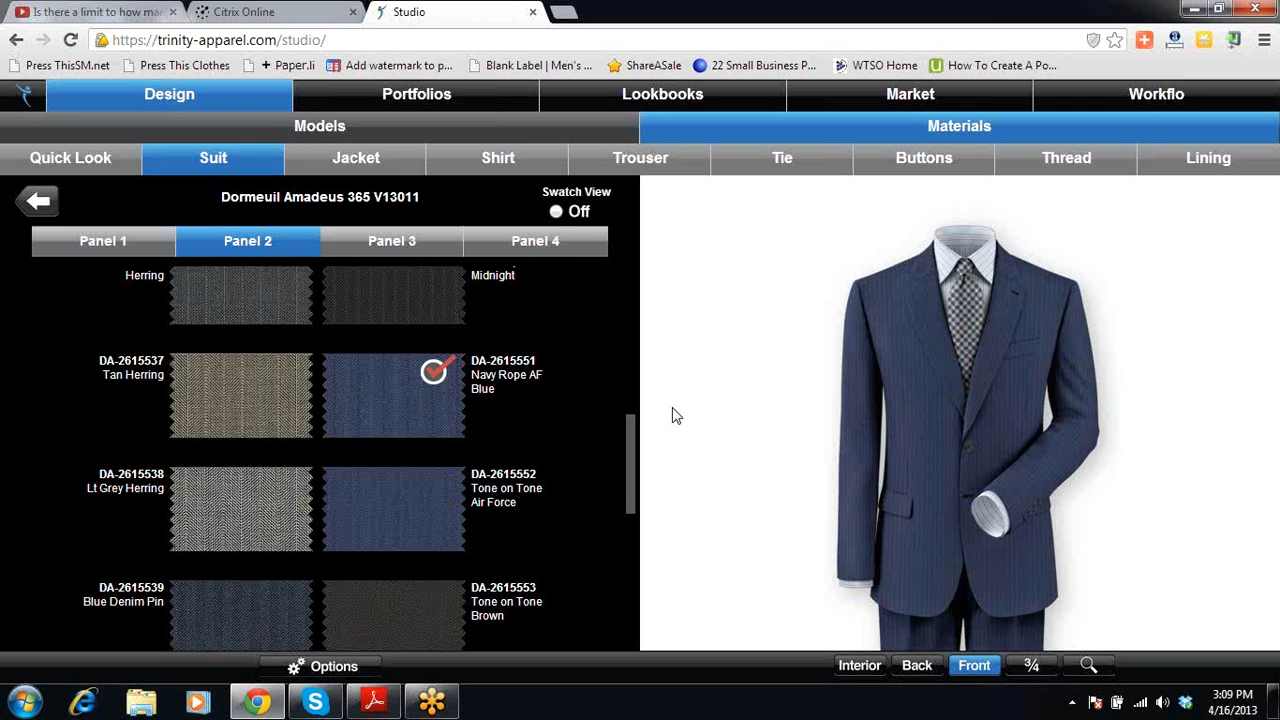 Is there a limit to how ma
Citrix Online
Studio
https://trinity-apparel.com/studio/
Press ThisSM.net
Press This Clothes
+ Paper.li
Add watermark to p...
Blank Label | Men's ...
ShareASale
22 Small Business P...
WTSO Home
How To Create A Po...
Design
Portfolios
Lookbooks
Market
Workflo
Models
Materials
Quick Look
Suit
Jacket
Shirt
Trouser
Tie
Buttons
Thread
Lining
Dormeuil Amadeus 365 V13011
Swatch View
Off
Panel 1
Panel 2
Panel 3
Panel 4
Herring
Midnight
DA-2615537
Tan Herring
DA-2615551
Navy Rope AF
Blue
DA-2615538
Lt Grey Herring
DA-2615552
Tone on Tone
Air Force
DA-2615539
Blue Denim Pin
DA-2615553
Tone on Tone
Brown
Options
Interior
Back
Front
¾
3:09 PM
4/16/2013